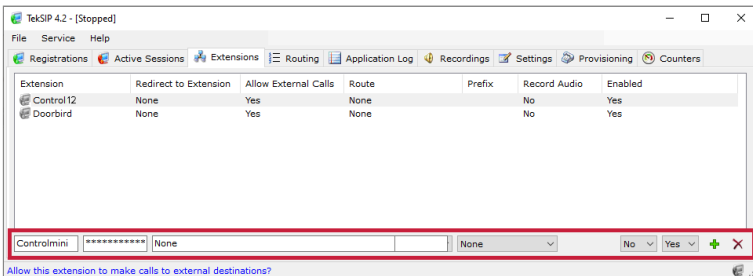 TekSIP 4.2 - [Stopped]
File Service Help
Registrations Active Sessions Extensions Routing Application Log Recordings Settings Provisioning Counters
Extension Redirect to Extension Allow External Calls Route Prefix Record Audio Enabled
Control12 None Yes None No Yes
Doorbird None Yes None No Yes
Controlmini *********** None None No Yes
Allow this extension to make calls to external destinations?